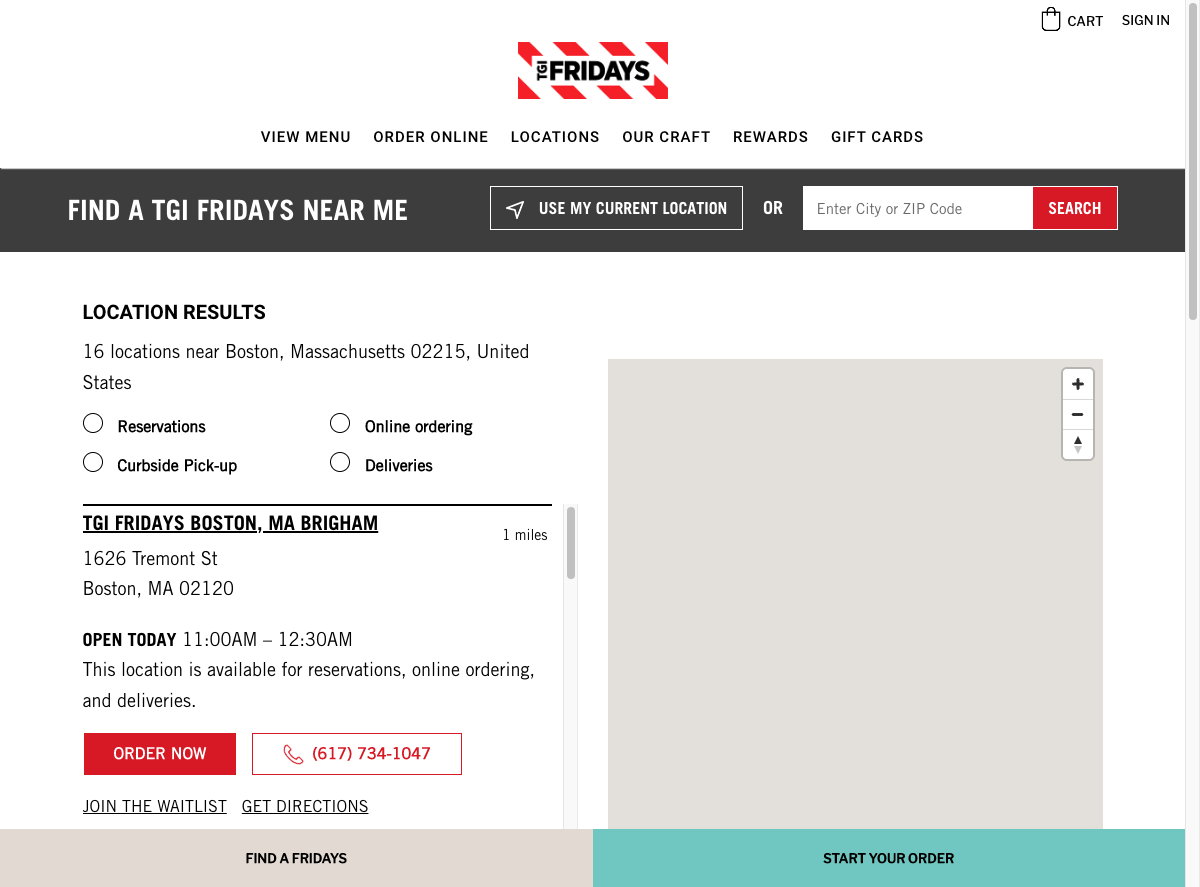 CART SIGN IN
TGI FRIDAYS
VIEW MENU ORDER ONLINE LOCATIONS OUR CRAFT REWARDS GIFT CARDS
FIND A TGI FRIDAYS NEAR ME USE MY CURRENT LOCATION OR Enter City or ZIP Code SEARCH
LOCATION RESULTS
16 locations near Boston, Massachusetts 02215, United
States
Reservations Online ordering
Curbside Pick-up Deliveries
TGI FRIDAYS BOSTON, MA BRIGHAM
1 miles
1626 Tremont St
Boston, MA 02120
OPEN TODAY 11:00AM – 12:30AM
This location is available for reservations, online ordering,
and deliveries.
ORDER NOW (617) 734-1047
JOIN THE WAITLIST GET DIRECTIONS
FIND A FRIDAYS START YOUR ORDER